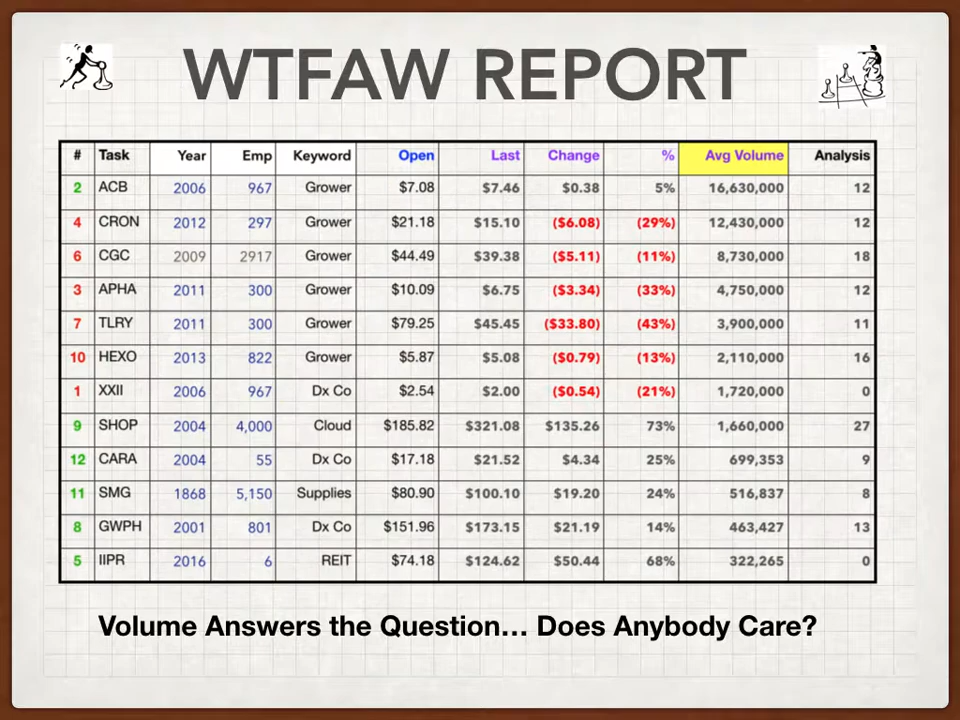 WTFAW REPORT
# Task Year Emp Keyword Open Last Change % Avg Volume Analysis
2 ACB 2006 967 Grower $7.08 $7.46 $0.38 5% 16,630,000 12
4 CRON 2012 297 Grower $21.18 $15.10 ($6.08) (29%) 12,430,000 12
6 CGC 2009 2917 Grower $44.49 $39.38 ($5.11) (11%) 8,730,000 18
3 APHA 2011 300 Grower $10.09 $6.75 ($3.34) (33%) 4,750,000 12
7 TLRY 2011 300 Grower $79.25 $45.45 ($33.80) (43%) 3,900,000 11
10 HEXO 2013 822 Grower $5.87 $5.08 ($0.79) (13%) 2,110,000 16
1 XXII 2006 967 Dx Co $2.54 $2.00 ($0.54) (21%) 1,720,000 0
9 SHOP 2004 4,000 Cloud $185.82 $321.08 $135.26 73% 1,660,000 27
12 CARA 2004 55 Dx Co $17.18 $21.52 $4.34 25% 699,353 9
11 SMG 1868 5,150 Supplies $80.90 $100.10 $19.20 24% 516,837 8
8 GWPH 2001 801 Dx Co $151.96 $173.15 $21.19 14% 463,427 13
5 IIPR 2016 6 REIT $74.18 $124.62 $50.44 68% 322,265 0
Volume Answers the Question... Does Anybody Care?